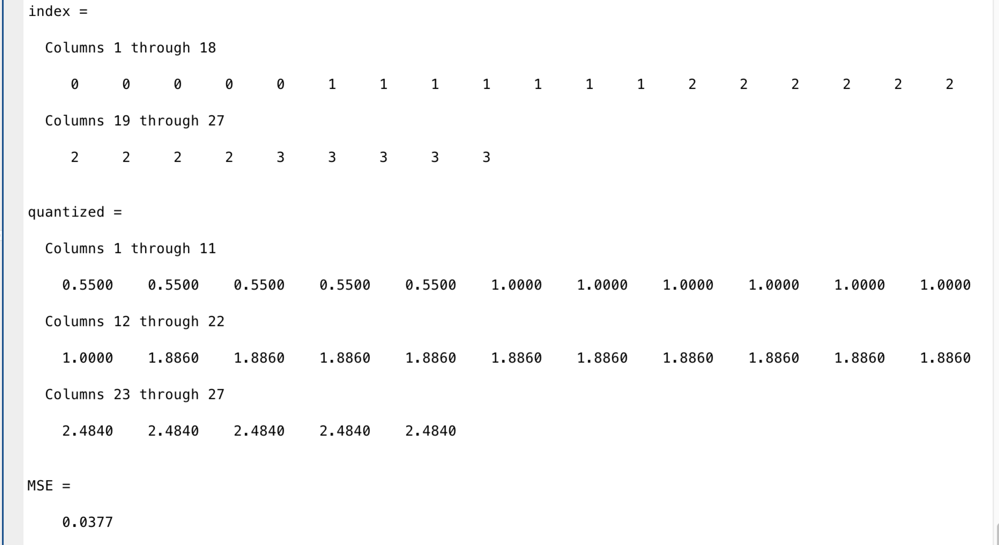 index =
Columns 1 through 18
0 0 0 0 0 1 1 1 1 1 1 1 2 2 2 2 2 2
Columns 19 through 27
2 2 2 2 3 3 3 3 3
quantized =
Columns 1 through 11
0.5500 0.5500 0.5500 0.5500 0.5500 1.0000 1.0000 1.0000 1.0000 1.0000 1.0000
Columns 12 through 22
1.0000 1.8860 1.8860 1.8860 1.8860 1.8860 1.8860 1.8860 1.8860 1.8860 1.8860
Columns 23 through 27
2.4840 2.4840 2.4840 2.4840 2.4840
MSE =
0.0377